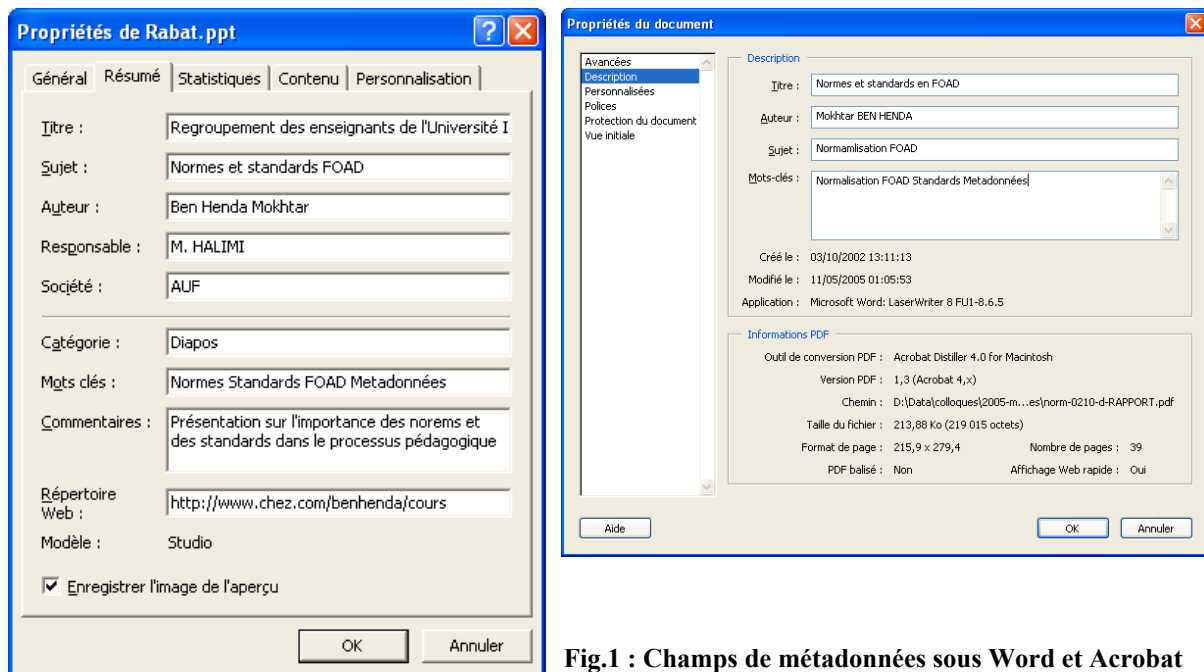 Propriétés de Rabat.ppt
Général Résumé Statistiques Contenu Personnalisation
Titre : Regroupement des enseignants de l'Université I
Sujet : Normes et standards FOAD
Auteur : Ben Henda Mokhtar
Responsable : M. HALIMI
Société : AUF
Catégorie : Diapos
Mots clés : Normes Standards FOAD Metadonnées
Commentaires : Présentation sur l'importance des norems et
des standards dans le processus pédagogique
Répertoire
Web : http://www.chez.com/benhenda/cours
Modèle : Studio
Enregistrer l'image de l'aperçu
OK Annuler
Propriétés du document
Avancées
Description
Personnalisées
Polices
Protection du document
Vue initiale
Description
Titre : Normes et standards en FOAD
Auteur : Mokhtar BEN HENDA
Sujet : Normamlisation FOAD
Mots-clés : Normalisation FOAD Standards Metadonnées
Créé le : 03/10/2002 13:11:13
Modifié le : 11/05/2005 01:05:53
Application : Microsoft Word: LaserWriter 8 FU1-8.6.5
Informations PDF
Outil de conversion PDF : Acrobat Distiller 4.0 for Macintosh
Version PDF : 1,3 (Acrobat 4,x)
Chemin : D:\Data\colloques\2005-m...es\norm-0210-d-RAPPORT.pdf
Taille du fichier : 213,88 Ko (219 015 octets)
Format de page : 215,9 x 279,4 Nombre de pages : 39
PDF balisé : Non Affichage Web rapide : Oui
Aide OK Annuler
Fig.1 : Champs de métadonnées sous Word et Acrobat